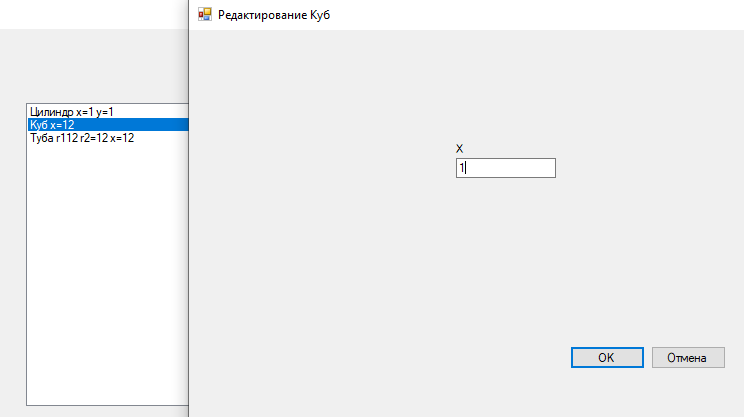 Редактирование Куб
Цилиндр x=1 y=1
Куб x=12
Туба r112 r2=12 x=12
X
1
OK
Отмена